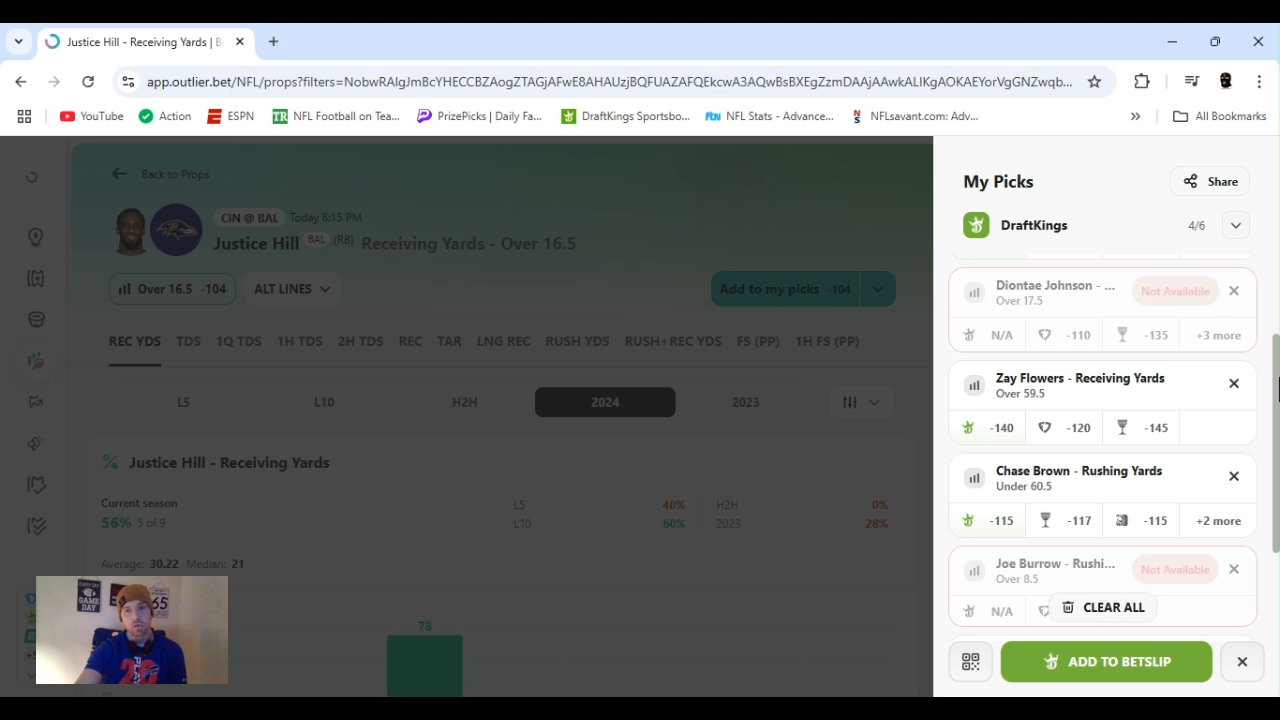 Justice Hill - Receiving Yards | B
app.outlier.bet/NFL/props?filters=NobwRAlgJmBcYHECCBZAogZTAGjAFwE8AHAUzjBQFUAZAFQEkcwA3AQwBsBXEgZzmDAAjAAwkALIKgAOKAEYorVgGNZwqb...
YouTube
Action
ESPN
NFL Football on Tea...
PrizePicks | Daily Fa...
DraftKings Sportsbo...
NFL Stats - Advance...
NFLsavant.com: Adv...
»
All Bookmarks
Back to Props
CIN @ BAL Today 8:15 PM
Justice Hill BAL (RB) Receiving Yards - Over 16.5
Over 16.5 -104
ALT LINES
Add to my picks -104
REC YDS TDS 1Q TDS 1H TDS 2H TDS REC TAR LNG REC RUSH YDS RUSH+REC YDS FS (PP) 1H FS (PP)
L5 L10 H2H 2024 2023
Justice Hill - Receiving Yards
Current season
56% 5 of 9
L5 40% H2H 0%
L10 60% 2023 28%
Average: 30.22 Median: 21
78
EVERY DAY
GAME
DAY
65
My Picks
Share
DraftKings
4/6
Diontae Johnson - ...
Over 17.5
Not Available
N/A -110 -135 +3 more
Zay Flowers - Receiving Yards
Over 59.5
-140 -120 -145
Chase Brown - Rushing Yards
Under 60.5
-115 -117 -115 +2 more
Joe Burrow - Rushi...
Over 8.5
Not Available
N/A
CLEAR ALL
ADD TO BETSLIP